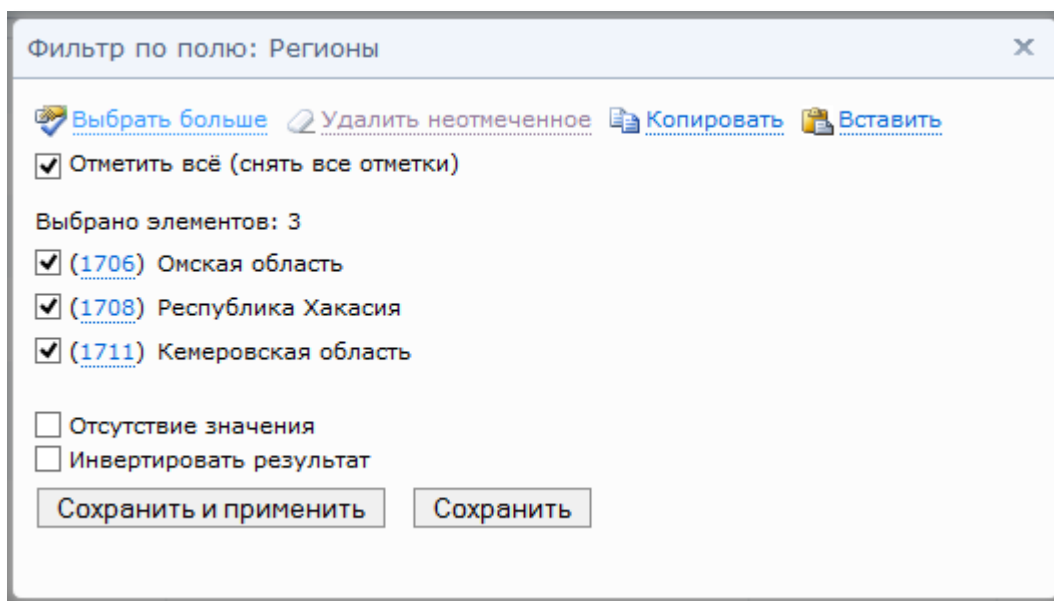 Фильтр по полю: Регионы
Выбрать больше Удалить неотмеченное Копировать Вставить
Отметить всё (снять все отметки)
Выбрано элементов: 3
(1706) Омская область
(1708) Республика Хакасия
(1711) Кемеровская область
Отсутствие значения
Инвертировать результат
Сохранить и применить Сохранить